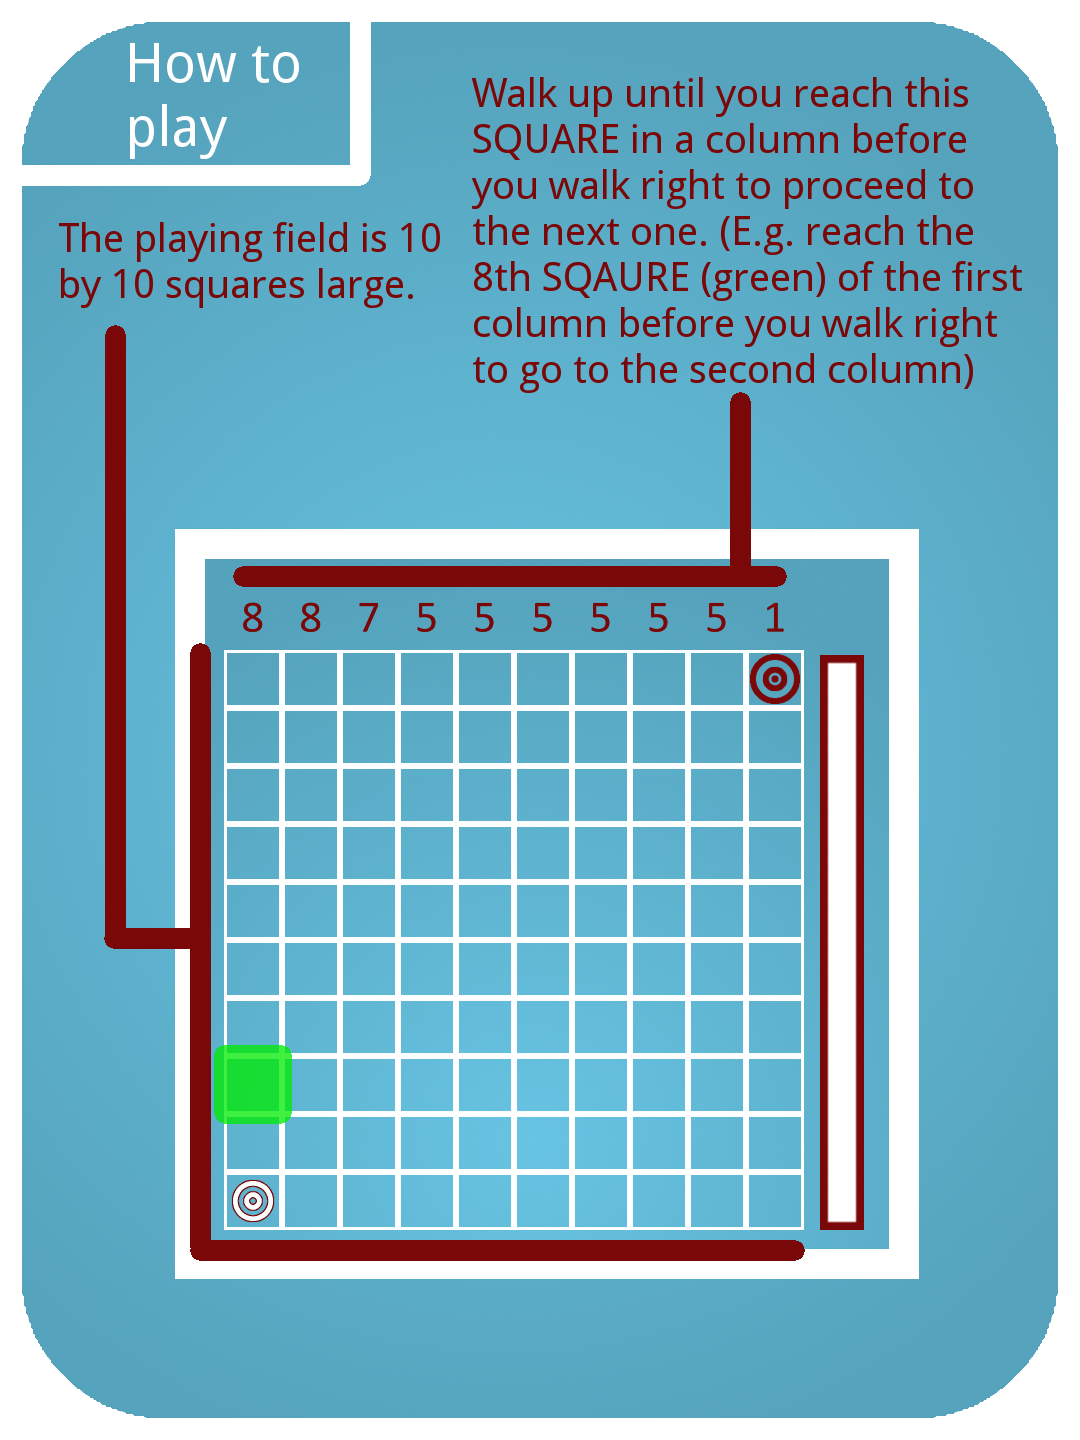 How to
play
The playing field is 10
by 10 squares large.
Walk up until you reach this
SQUARE in a column before
you walk right to proceed to
the next one. (E.g. reach the
8th SQAURE (green) of the first
column before you walk right
to go to the second column)
8 8 7 5 5 5 5 5 5 1